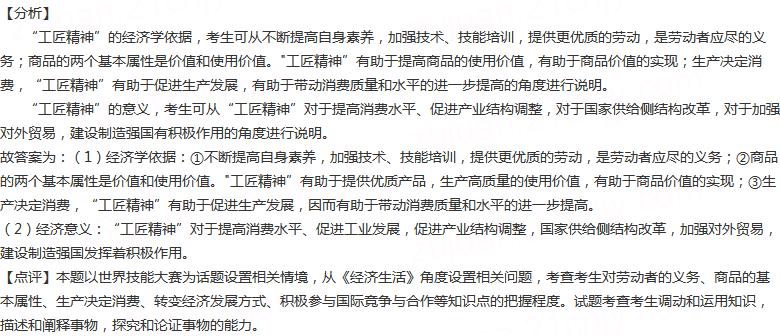 【分析】
“工匠精神”的经济学依据，考生可从不断提高自身素养，加强技术、技能培训，提供更优质的劳动，是劳动者应尽的义
务；商品的两个基本属性是价值和使用价值。"工匠精神”有助于提高商品的使用价值，有助于商品价值的实现；生产决定消
费，“工匠精神”有助于促进生产发展，有助于带动消费质量和水平的进一步提高的角度进行说明。
“工匠精神”的意义，考生可从“工匠精神”对于提高消费水平、促进产业结构调整，对于国家供给侧结构改革，对于加强
对外贸易，建设制造强国有积极作用的角度进行说明。
故答案为：（1）经济学依据：①不断提高自身素养，加强技术、技能培训，提供更优质的劳动，是劳动者应尽的义务；②商品
的两个基本属性是价值和使用价值。"工匠精神”有助于提供优质产品，生产高质量的使用价值，有助于商品价值的实现；③生
产决定消费，“工匠精神”有助于促进生产发展，因而有助于带动消费质量和水平的进一步提高。
（2）经济意义：“工匠精神”对于提高消费水平、促进工业发展，促进产业结构调整，国家供给侧结构改革，加强对外贸易，
建设制造强国发挥着积极作用。
【点评】本题以世界技能大赛为话题设置相关情境，从《经济生活》角度设置相关问题，考查考生对劳动者的义务、商品的基
本属性、生产决定消费、转变经济发展方式、积极参与国际竞争与合作等知识点的把握程度。试题考查考生调动和运用知识，
描述和阐释事物，探究和论证事物的能力。